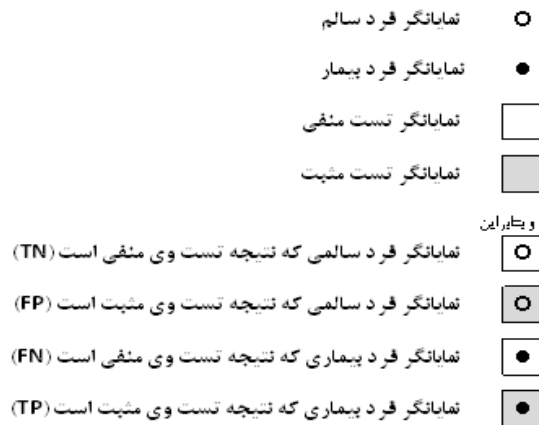 نمایانگر فرد سالم
نمایانگر فرد بیمار
نمایانگر تست منفی
نمایانگر تست مثبت
و بنابراین
نمایانگر فرد سالمی که نتیجه تست وی منفی است (TN)
نمایانگر فرد سالمی که نتیجه تست وی مثبت است (FP)
نمایانگر فرد بیماری که نتیجه تست وی منفی است (FN)
نمایانگر فرد بیماری که نتیجه تست وی مثبت است (TP)